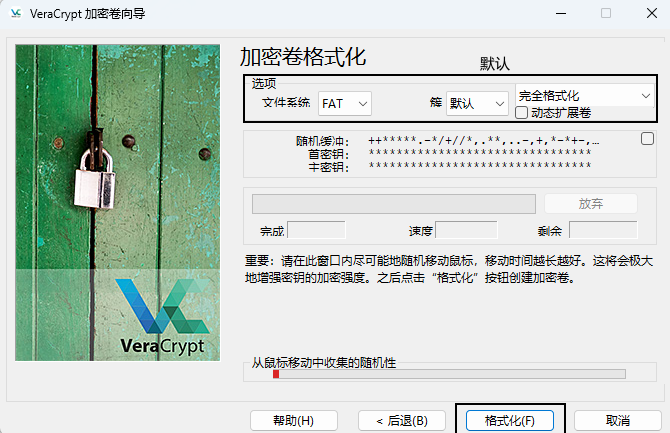 VeraCrypt 加密卷向导
加密卷格式化
默认
选项
文件系统 FAT 簇 默认 完全格式化
动态扩展卷
随机缓冲： ++*****.-*/+//*,.**,..-,+,*-*+-,…
首密钥： ********************************
主密钥： ********************************
放弃
完成 速度 剩余
重要：请在此窗口内尽可能地随机移动鼠标，移动时间越长越好。这将会极大
地增强密钥的加密强度。之后点击“格式化”按钮创建加密卷。
VeraCrypt
从鼠标移动中收集的随机性
帮助(H) < 后退(B) 格式化(F) 取消